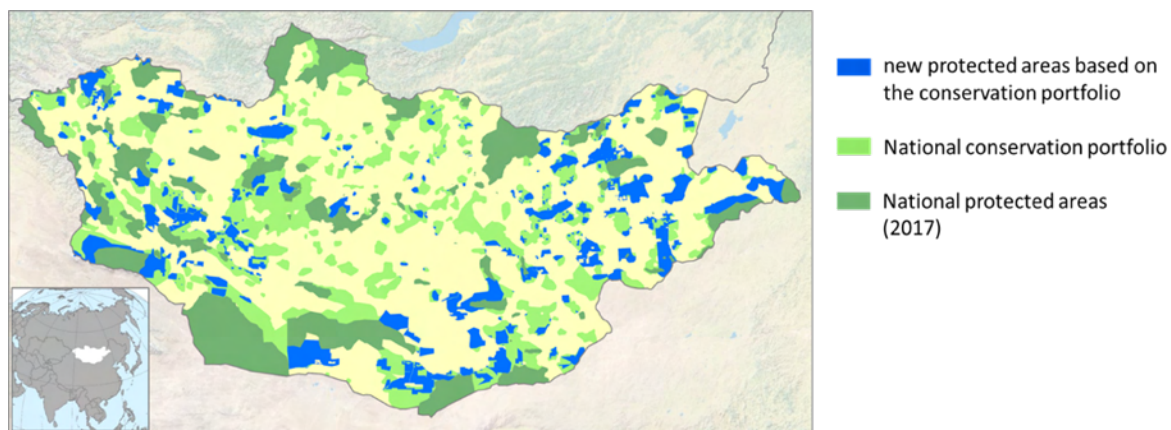 new protected areas based on
the conservation portfolio
National conservation portfolio
National protected areas
(2017)